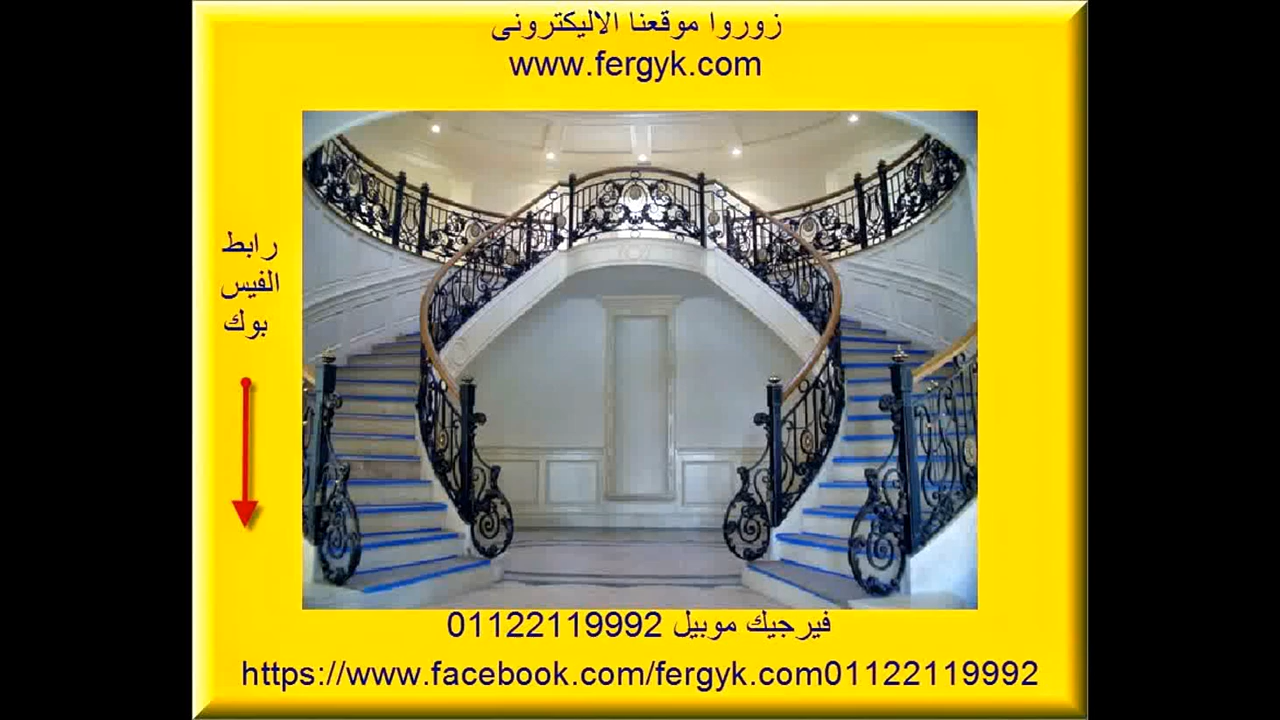 زوروا موقعنا الاليكترونى
www.fergyk.com
رابط
الفيس
بوك
فيرجيك موبيل 01122119992
https://www.facebook.com/fergyk.com01122119992